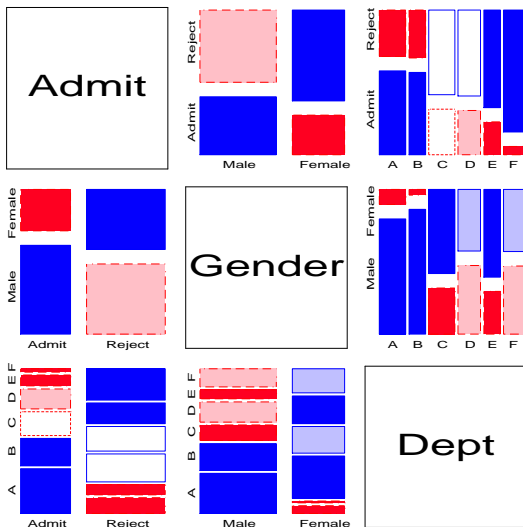 Admit
Reject
Admit
Male Female
Reject
Admit
A B C D E F
Female
Male
Admit Reject
Gender
Female
Male
A B C D E F
F
E
D
C
B
A
Admit Reject
F
E
D
C
B
A
Male Female
Dept